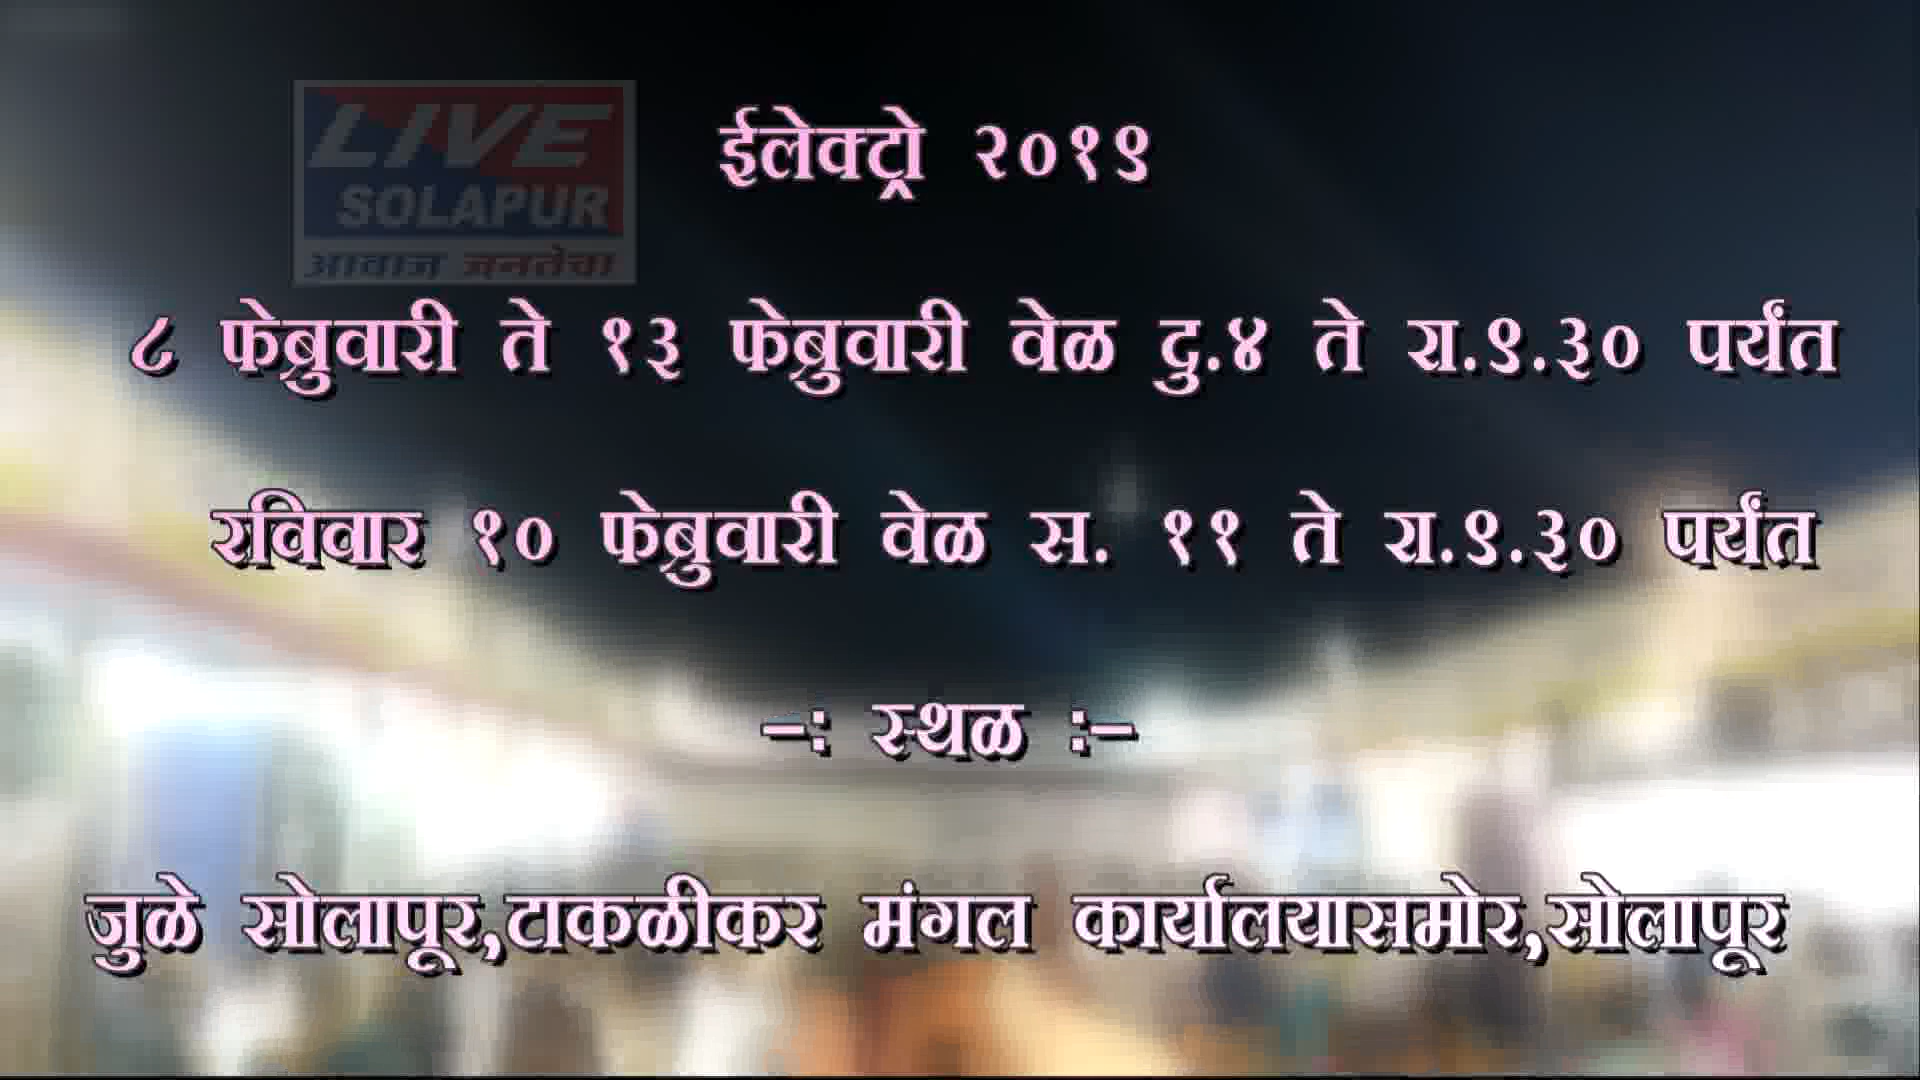 LIVE
SOLAPUR
आवाज जनतेचा
ईलेक्ट्रो २०१९
८ फेब्रुवारी ते १३ फेब्रुवारी वेळ दु.४ ते रा.९.३० पर्यंत
रविवार १० फेब्रुवारी वेळ स. ११ ते रा.९.३० पर्यंत
-: स्थळ :-
जुळे सोलापूर,टाकळीकर मंगल कार्यालयासमोर,सोलापूर